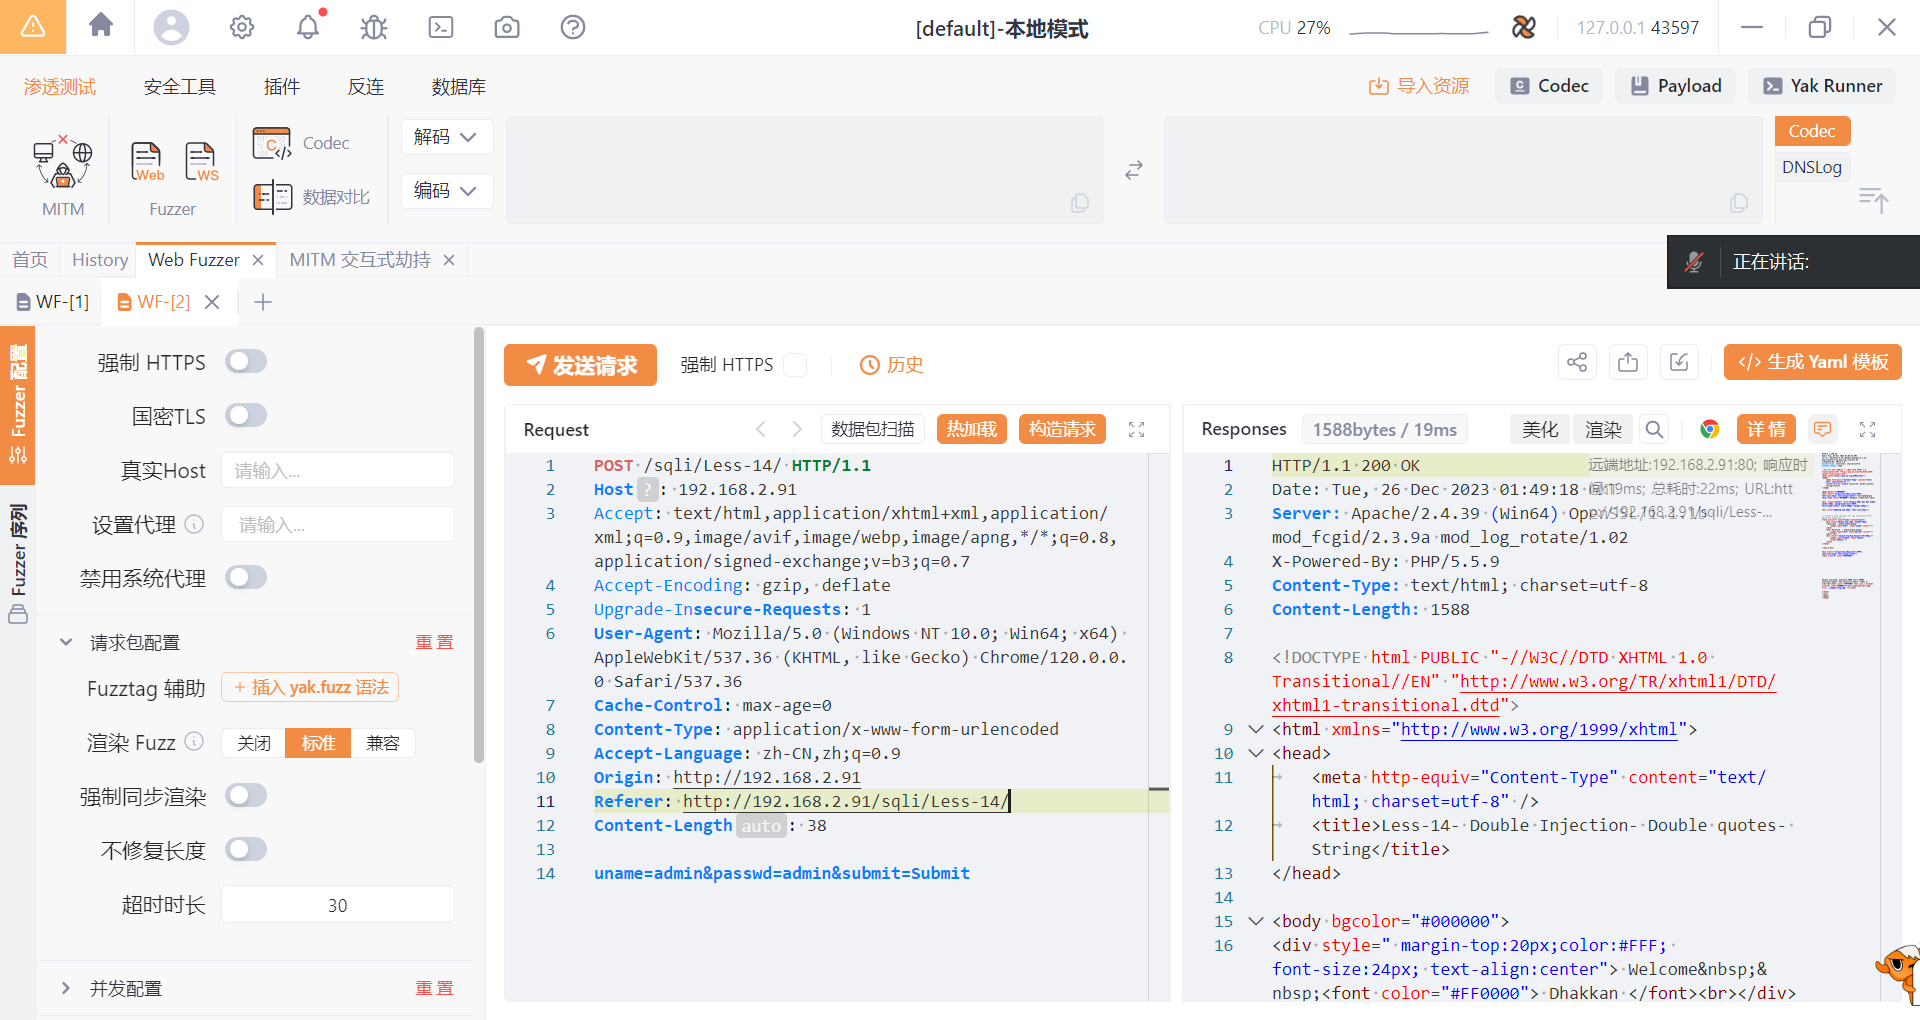 [default]-本地模式
CPU 27%
127.0.0.1 43597
渗透测试
安全工具
插件
反连
数据库
导入资源
Codec
Payload
Yak Runner
MITM
Web
WS
Fuzzer
Codec
数据对比
解码
编码
Codec
DNSLog
首页
History
Web Fuzzer
MITM 交互式劫持
正在讲话:
WF-[1]
WF-[2]
Fuzzer 配置
Fuzzer 序列
强制 HTTPS
国密TLS
真实Host 请输入...
设置代理 请输入...
禁用系统代理
请求包配置 重置
Fuzztag 辅助 + 插入 yak.fuzz 语法
渲染 Fuzz 关闭 标准 兼容
强制同步渲染
不修复长度
超时时长 30
并发配置 重置
发送请求 强制 HTTPS 历史
生成 Yaml 模板
Request 数据包扫描 热加载 构造请求
1 POST /sqli/Less-14/ HTTP/1.1
2 Host ? : 192.168.2.91
3 Accept: text/html,application/xhtml+xml,application/
xml;q=0.9,image/avif,image/webp,image/apng,*/*;q=0.8,
application/signed-exchange;v=b3;q=0.7
4 Accept-Encoding: gzip, deflate
5 Upgrade-Insecure-Requests: 1
6 User-Agent: Mozilla/5.0 (Windows NT 10.0; Win64; x64)
AppleWebKit/537.36 (KHTML, like Gecko) Chrome/120.0.0.
0 Safari/537.36
7 Cache-Control: max-age=0
8 Content-Type: application/x-www-form-urlencoded
9 Accept-Language: zh-CN,zh;q=0.9
10 Origin: http://192.168.2.91
11 Referer: http://192.168.2.91/sqli/Less-14/
12 Content-Length auto : 38
13
14 uname=admin&passwd=admin&submit=Submit
Responses 1588bytes / 19ms 美化 渲染 详情
远端地址:192.168.2.91:80; 响应时
间:19ms; 总耗时:22ms; URL:htt
p://192.168.2.91/sqli/Less-...
1 HTTP/1.1 200 OK
2 Date: Tue, 26 Dec 2023 01:49:18 GMT
3 Server: Apache/2.4.39 (Win64)
mod_fcgid/2.3.9a mod_log_rotate/1.02
4 X-Powered-By: PHP/5.5.9
5 Content-Type: text/html; charset=utf-8
6 Content-Length: 1588
7
8 <!DOCTYPE html PUBLIC "-//W3C//DTD XHTML 1.0
Transitional//EN" "http://www.w3.org/TR/xhtml1/DTD/
xhtml1-transitional.dtd">
9 <html xmlns="http://www.w3.org/1999/xhtml">
10 <head>
11 <meta http-equiv="Content-Type" content="text/
html; charset=utf-8" />
12 <title>Less-14- Double Injection- Double quotes-
String</title>
13 </head>
14
15 <body bgcolor="#000000">
16 <div style=" margin-top:20px;color:#FFF;
font-size:24px; text-align:center"> Welcome&nbsp;&
nbsp;<font color="#FF0000"> Dhakkan </font><br></div>